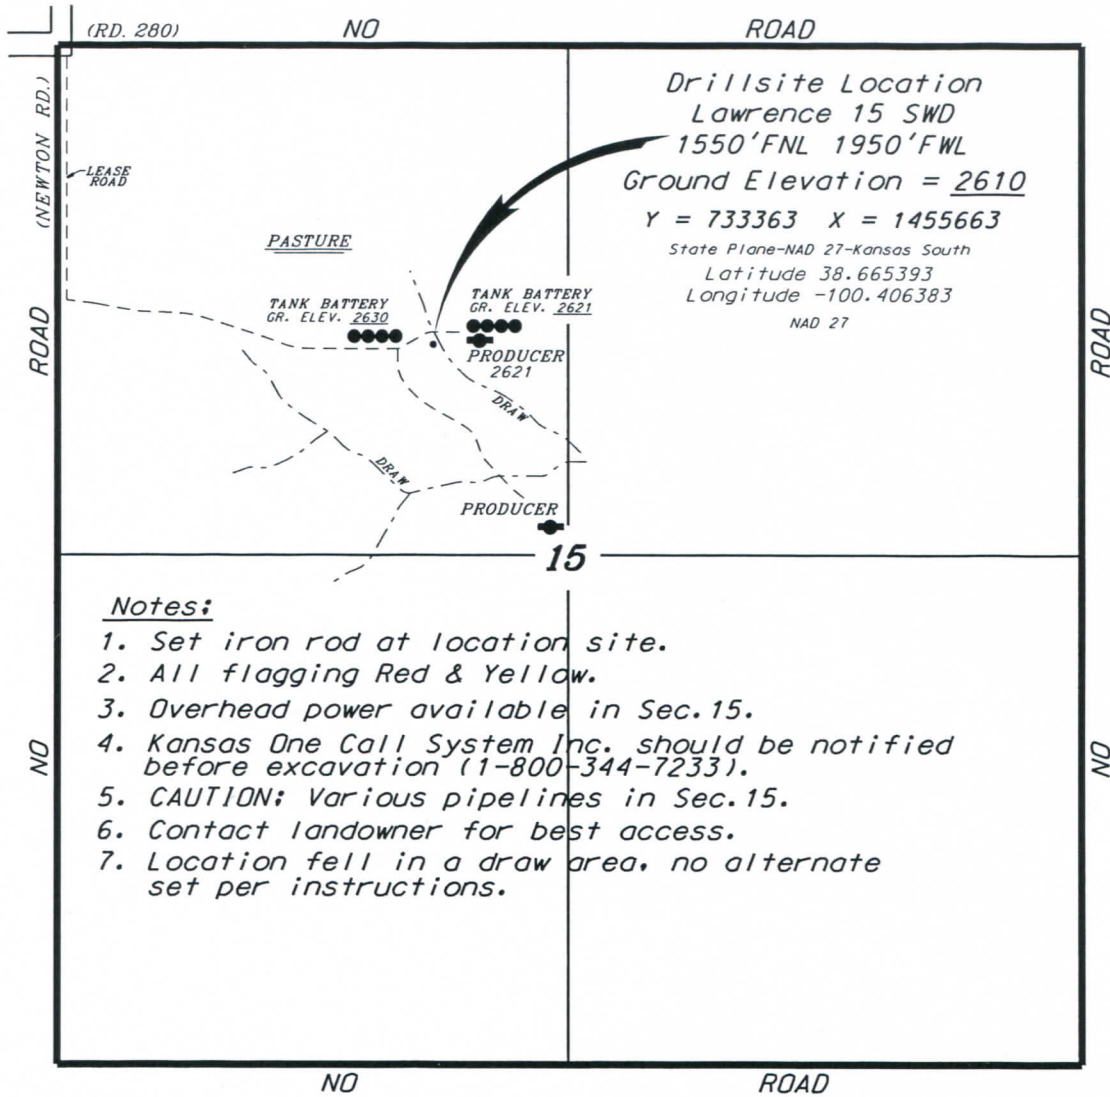 (RD. 280)
NO
ROAD
(NEWTON RD.)
LEASE
ROAD
Drillsite Location
Lawrence 15 SWD
1550'FNL 1950'FWL
Ground Elevation = 2610
Y = 733363 X = 1455663
State Plane-NAD 27-Kansas South
Latitude 38.665393
Longitude -100.406383
NAD 27
PASTURE
TANK BATTERY
GR. ELEV. 2630
TANK BATTERY
GR. ELEV. 2621
PRODUCER
2621
ROAD
ROAD
DRAW
DRAW
PRODUCER
15
Notes:
1. Set iron rod at location site.
2. All flagging Red & Yellow.
3. Overhead power available in Sec.15.
4. Kansas One Call System Inc. should be notified
before excavation (1-800-344-7233).
5. CAUTION: Various pipelines in Sec.15.
6. Contact landowner for best access.
7. Location fell in a draw area, no alternate
set per instructions.
NO
NO
NO
ROAD